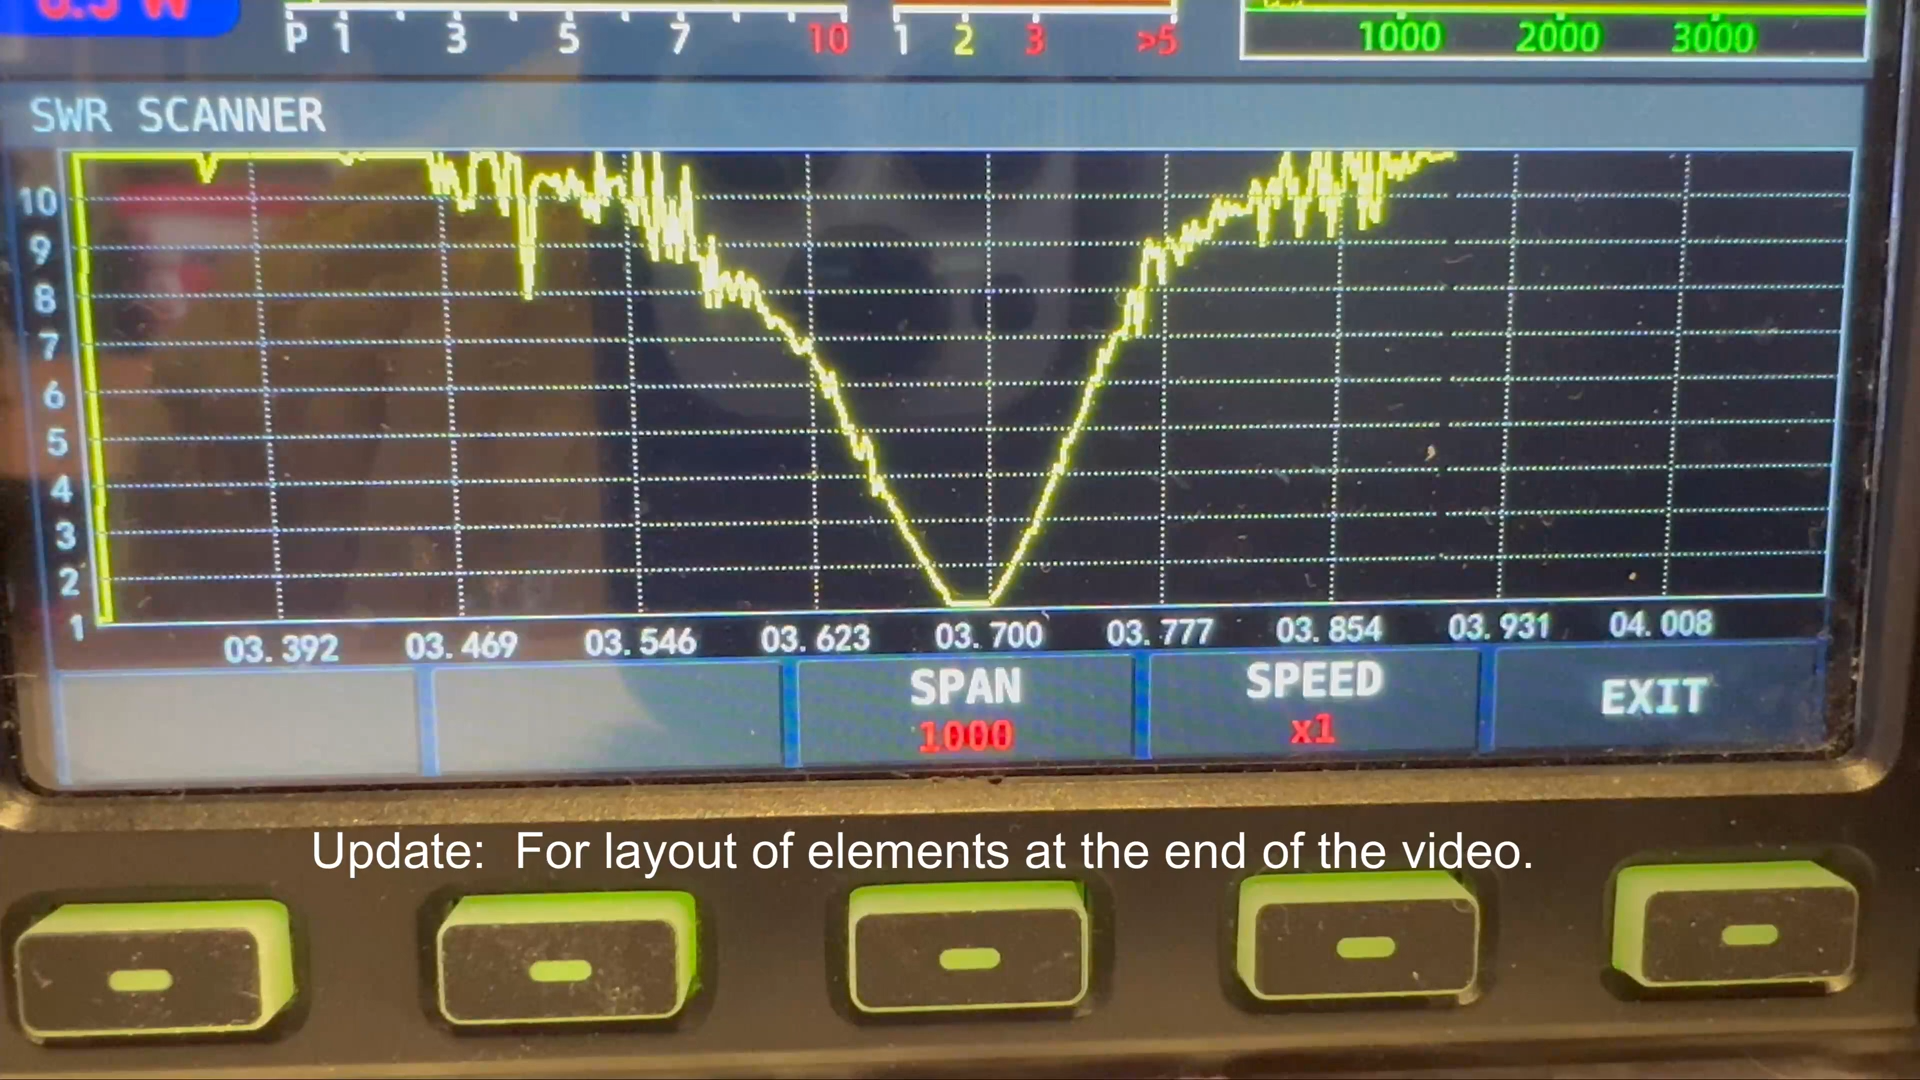 P 1 3 5 7 10 1 2 3 >5 1000 2000 3000
SWR SCANNER
10
9
8
7
6
5
4
3
2
1
03.392 03.469 03.546 03.623 03.700 03.777 03.854 03.931 04.008
SPAN SPEED EXIT
1000 x1
Update: For layout of elements at the end of the video.